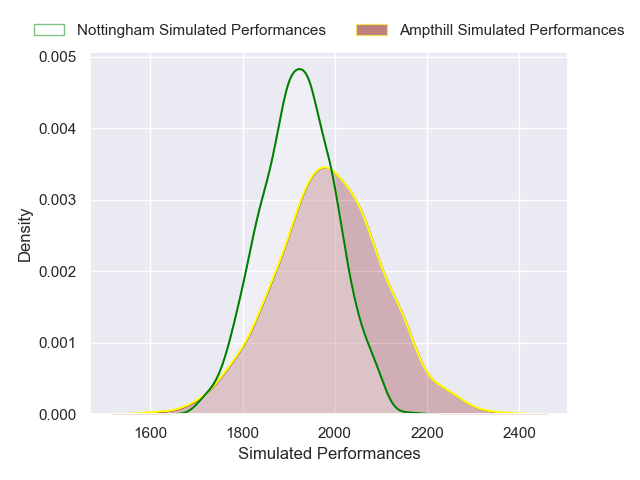 Nottingham Simulated Performances Ampthill Simulated Performances
0.005
0.004
0.003
0.002
0.001
0.000
Density
1600 1800 2000 2200 2400
Simulated Performances